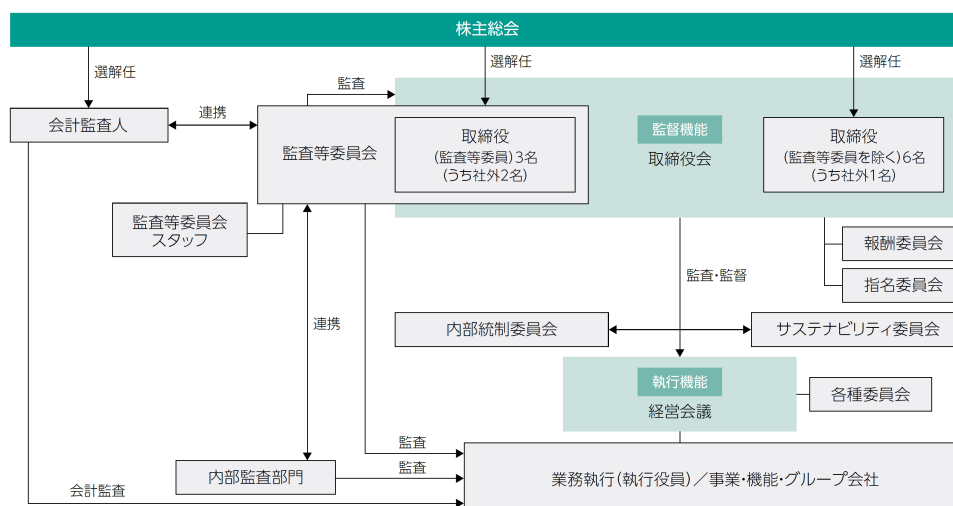 株主総会
選解任
選解任
選解任
監査
会計監査人
連携
監査等委員会
取締役
(監査等委員)3名
(うち社外2名)
監督機能
取締役会
取締役
(監査等委員を除く)6名
(うち社外1名)
監査等委員会
スタッフ
報酬委員会
指名委員会
監査・監督
連携
内部統制委員会
サステナビリティ委員会
執行機能
経営会議
各種委員会
監査
内部監査部門
監査
会計監査
業務執行(執行役員)/事業・機能・グループ会社